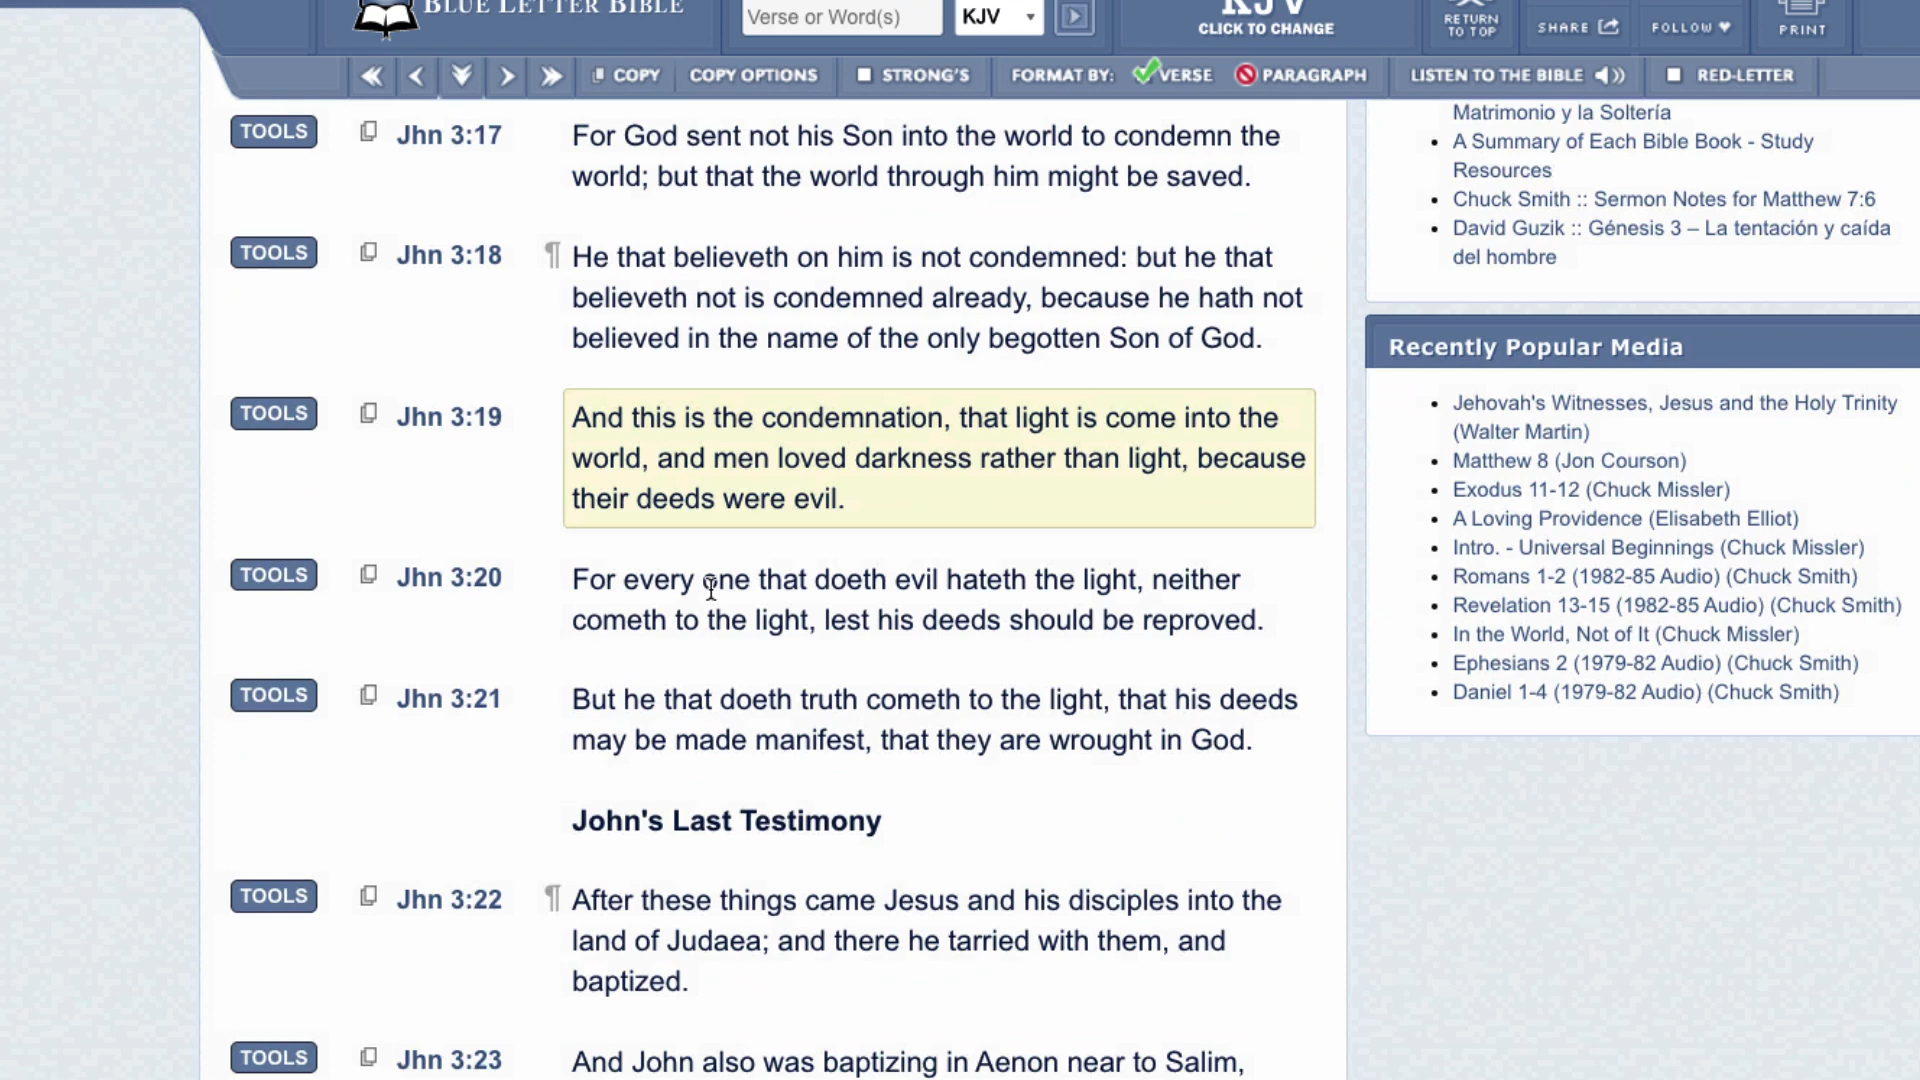 BLUE LETTER BIBLE
Verse or Word(s)
KJV
KJV
CLICK TO CHANGE
RETURN
TO TOP
SHARE
FOLLOW
PRINT
COPY
COPY OPTIONS
STRONG'S
FORMAT BY:
VERSE
PARAGRAPH
LISTEN TO THE BIBLE
RED-LETTER
TOOLS
Jhn 3:17
For God sent not his Son into the world to condemn the
world; but that the world through him might be saved.
TOOLS
Jhn 3:18
¶ He that believeth on him is not condemned: but he that
believeth not is condemned already, because he hath not
believed in the name of the only begotten Son of God.
TOOLS
Jhn 3:19
And this is the condemnation, that light is come into the
world, and men loved darkness rather than light, because
their deeds were evil.
TOOLS
Jhn 3:20
For every one that doeth evil hateth the light, neither
cometh to the light, lest his deeds should be reproved.
TOOLS
Jhn 3:21
But he that doeth truth cometh to the light, that his deeds
may be made manifest, that they are wrought in God.
John's Last Testimony
TOOLS
Jhn 3:22
¶ After these things came Jesus and his disciples into the
land of Judaea; and there he tarried with them, and
baptized.
TOOLS
Jhn 3:23
And John also was baptizing in Aenon near to Salim,
Matrimonio y la Soltería
• A Summary of Each Bible Book - Study
Resources
• Chuck Smith :: Sermon Notes for Matthew 7:6
• David Guzik :: Génesis 3 – La tentación y caída
del hombre
Recently Popular Media
• Jehovah's Witnesses, Jesus and the Holy Trinity
(Walter Martin)
• Matthew 8 (Jon Courson)
• Exodus 11-12 (Chuck Missler)
• A Loving Providence (Elisabeth Elliot)
• Intro. - Universal Beginnings (Chuck Missler)
• Romans 1-2 (1982-85 Audio) (Chuck Smith)
• Revelation 13-15 (1982-85 Audio) (Chuck Smith)
• In the World, Not of It (Chuck Missler)
• Ephesians 2 (1979-82 Audio) (Chuck Smith)
• Daniel 1-4 (1979-82 Audio) (Chuck Smith)